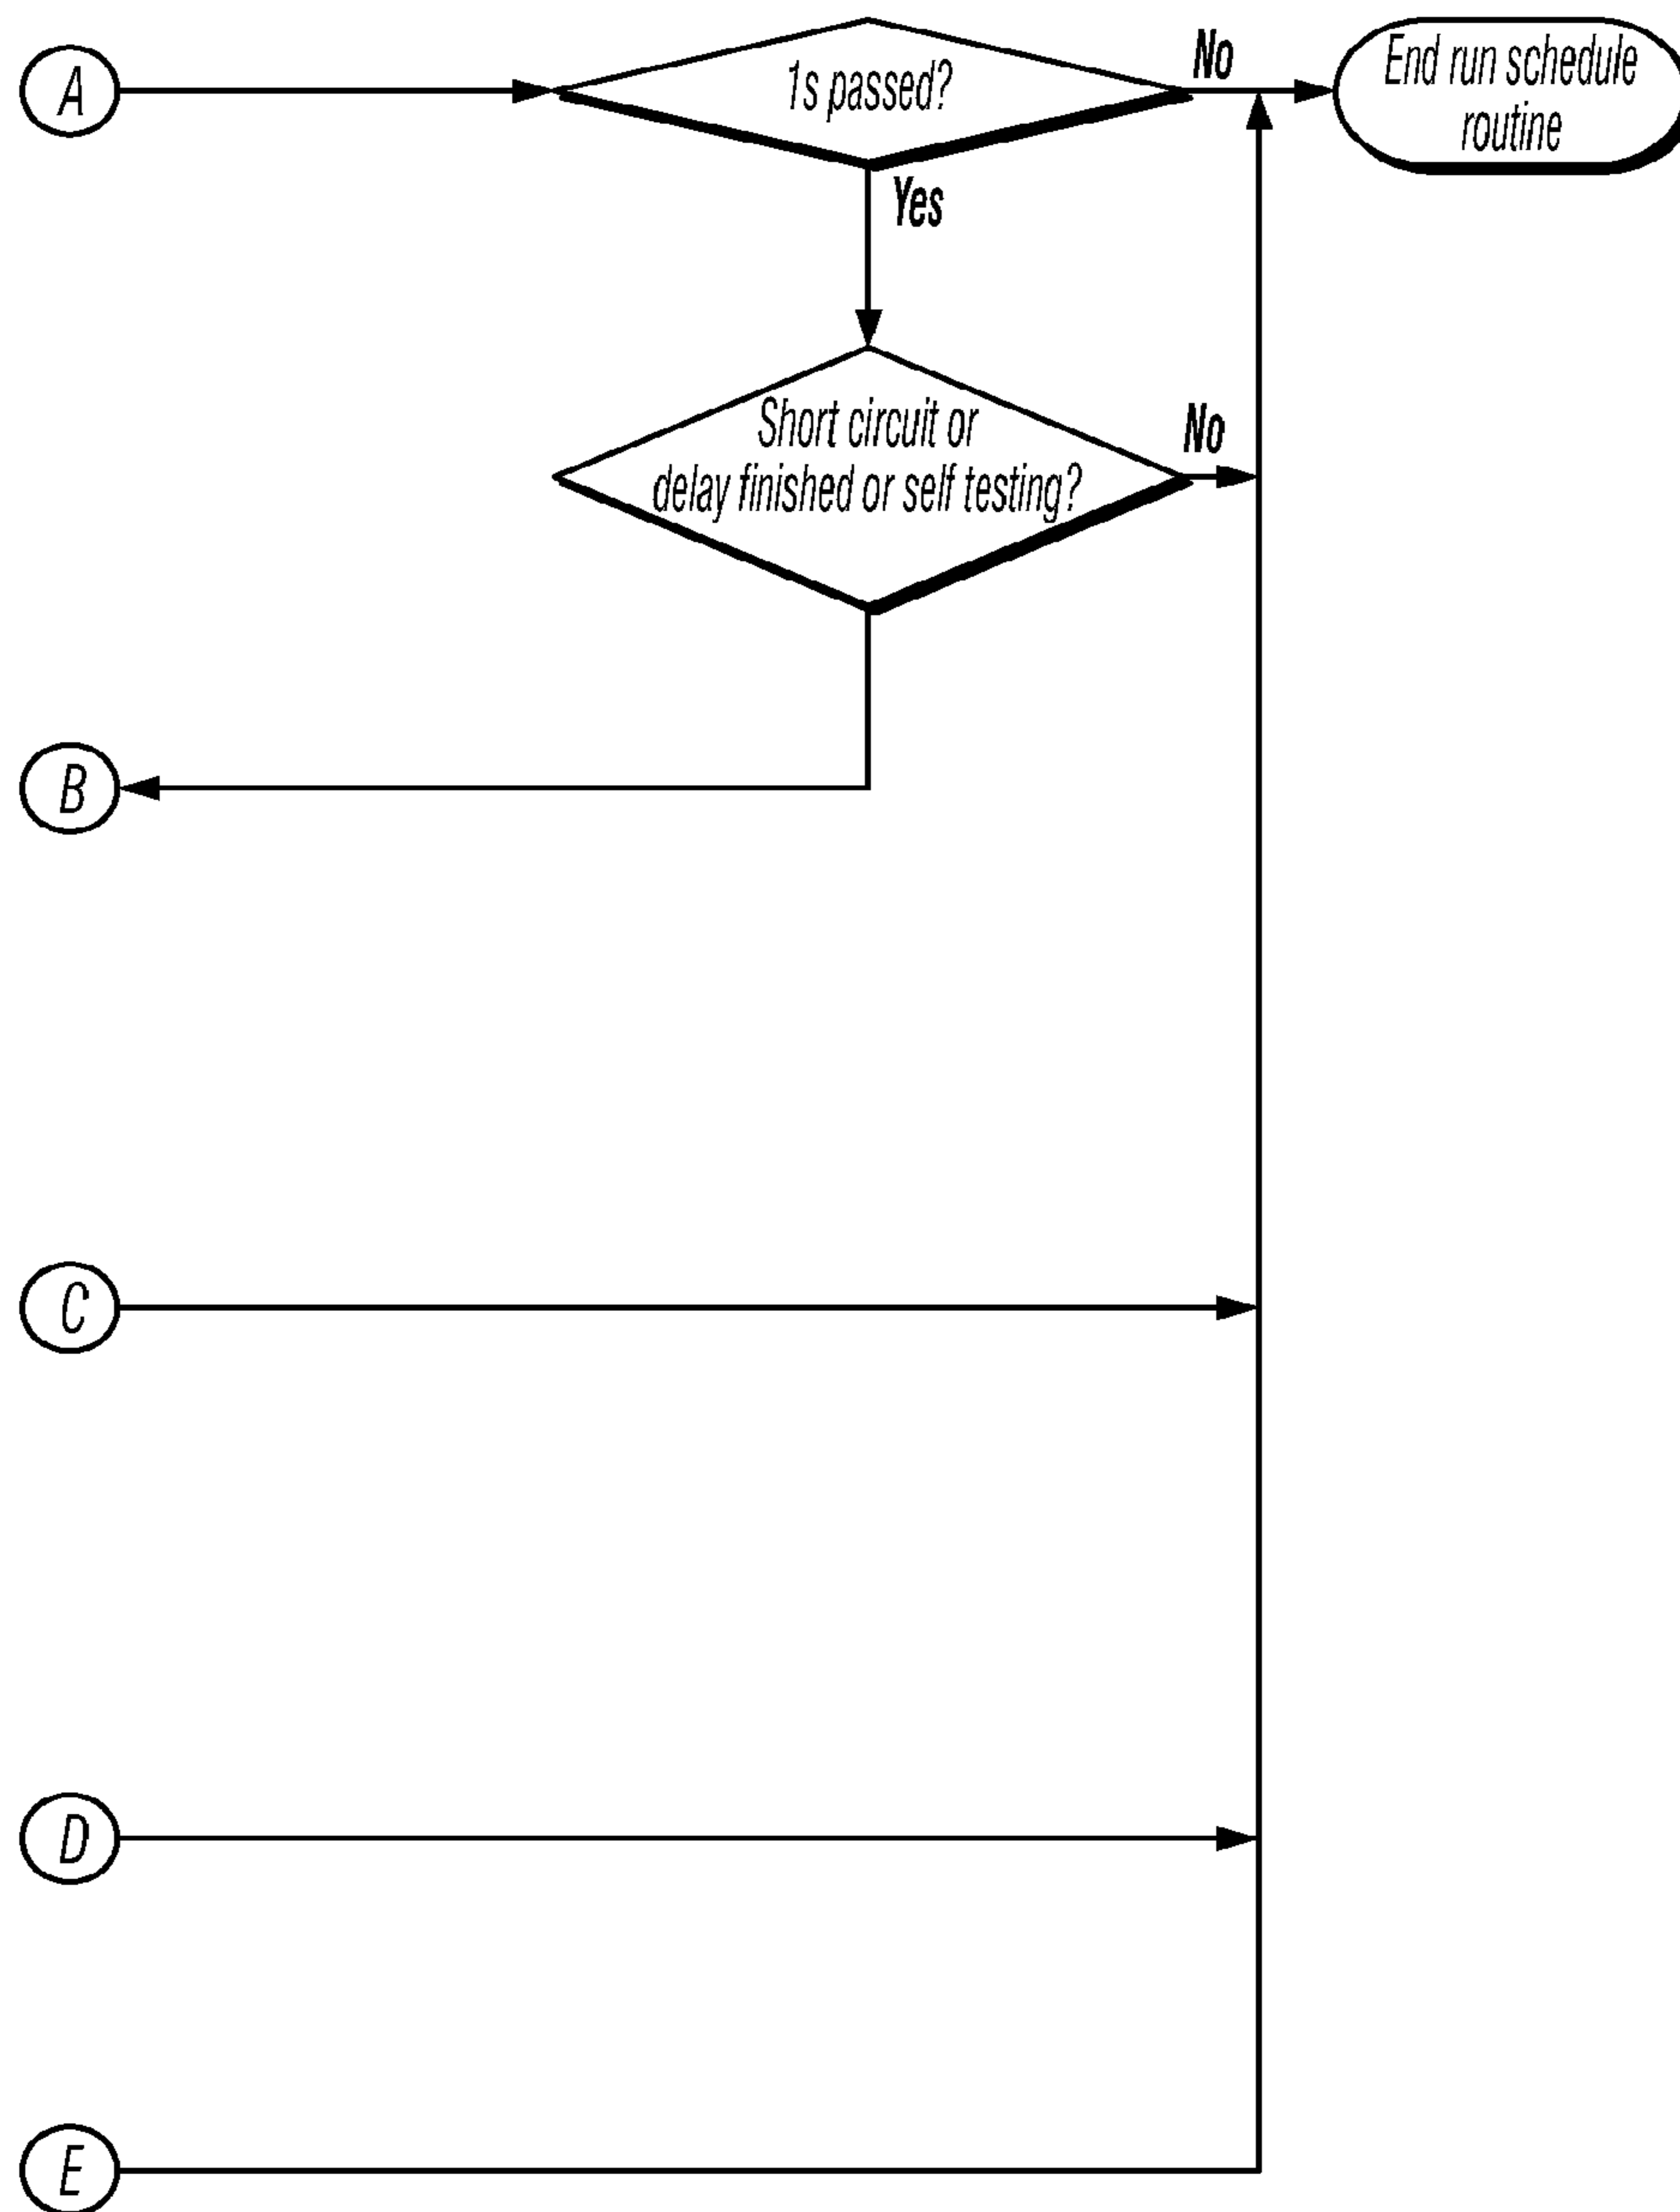 A
1s passed?
No
End run schedule
routine
Yes
Short circuit or
delay finished or self testing?
No
B
C
D
E